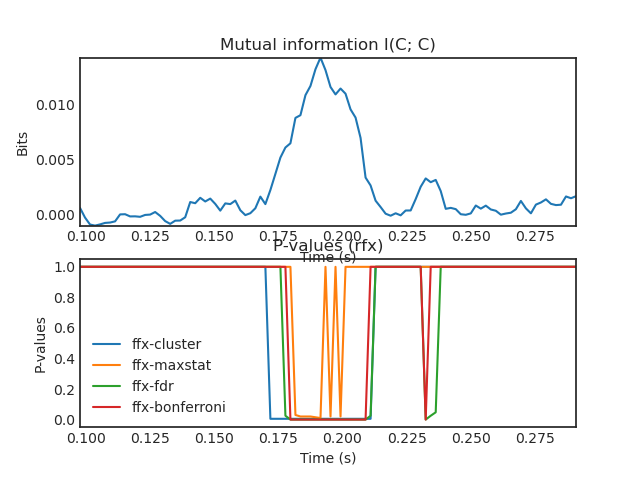 Mutual information I(C; C)
Bits
0.010
0.005
0.000
0.100 0.125 0.150 0.175 0.200 0.225 0.250 0.275
Time (s)
P-values (rfx)
P-values
1.0
0.8
0.6
0.4
0.2
0.0
ffx-cluster
ffx-maxstat
ffx-fdr
ffx-bonferroni
0.100 0.125 0.150 0.175 0.200 0.225 0.250 0.275
Time (s)